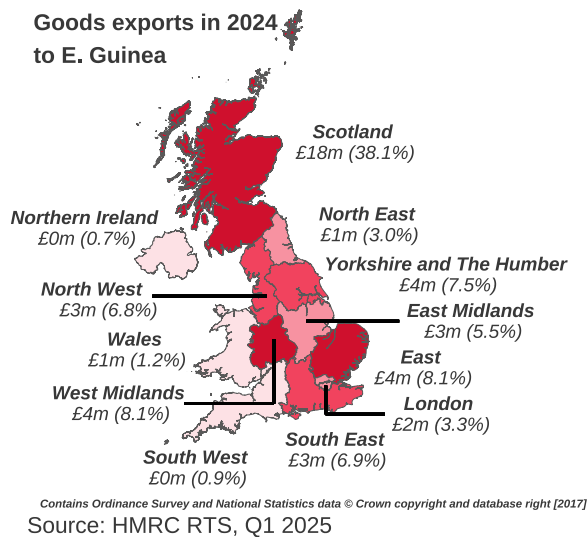 Goods exports in 2024
to E. Guinea
Scotland
£18m (38.1%)
Northern Ireland
£0m (0.7%)
North East
£1m (3.0%)
Yorkshire and The Humber
£4m (7.5%)
North West
£3m (6.8%)
East Midlands
£3m (5.5%)
Wales
£1m (1.2%)
East
£4m (8.1%)
West Midlands
£4m (8.1%)
London
£2m (3.3%)
South East
£3m (6.9%)
South West
£0m (0.9%)
Contains Ordinance Survey and National Statistics data © Crown copyright and database right [2017]
Source: HMRC RTS, Q1 2025